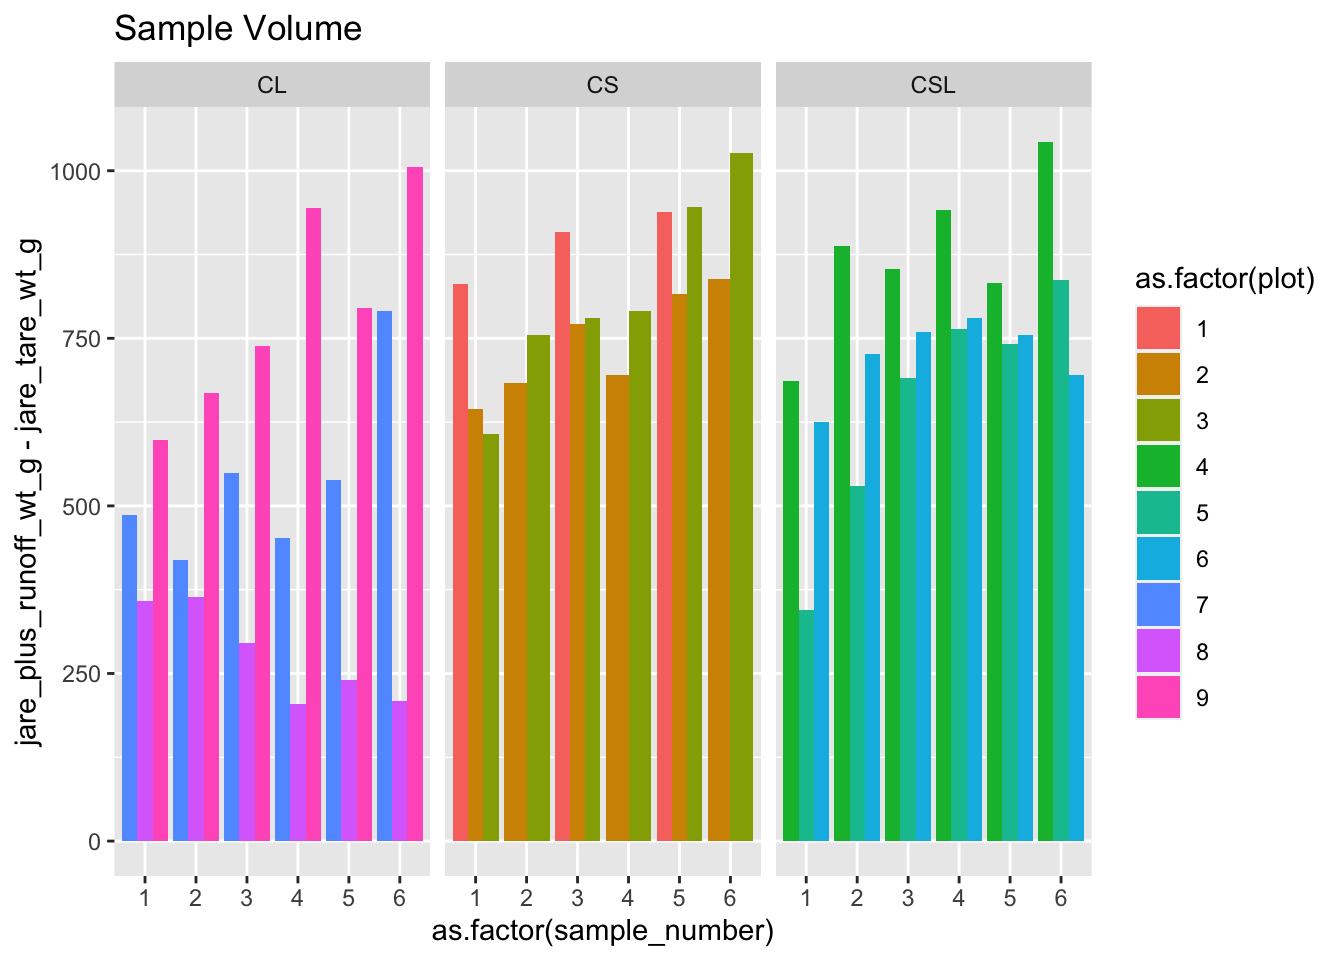 Sample Volume
CL
CS
CSL
1000
750
500
250
0
jare_plus_runoff_wt_g - jare_tare_wt_g
1 2 3 4 5 6
1 2 3 4 5 6
1 2 3 4 5 6
as.factor(sample_number)
as.factor(plot)
1
2
3
4
5
6
7
8
9